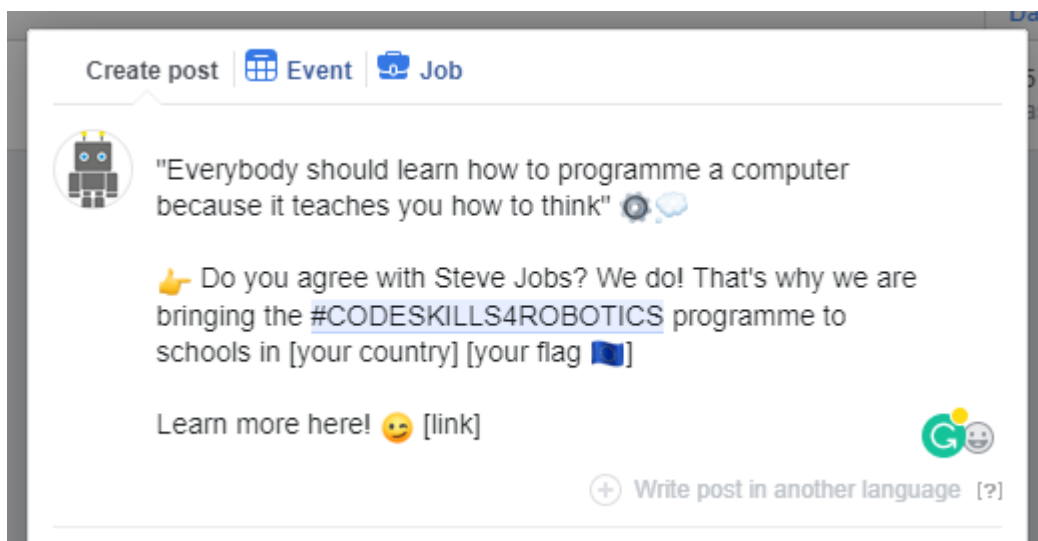 Create post Event Job
"Everybody should learn how to programme a computer
because it teaches you how to think" ⚙️💭
👉 Do you agree with Steve Jobs? We do! That's why we are
bringing the #CODESKILLS4ROBOTICS programme to
schools in [your country] [your flag 🇪🇺]
Learn more here! 😉 [link]
Write post in another language [?]